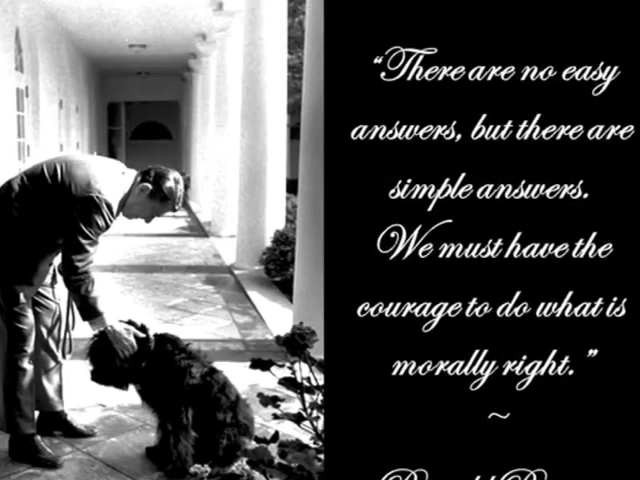 “There are no easy
answers, but there are
simple answers.
We must have the
courage to do what is
morally right.”
~